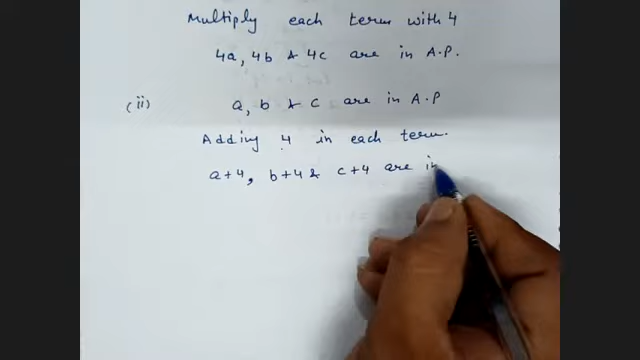 Multiply each term with 4
4a, 4b & 4c are in A.P.
(ii) a, b & c are in A.P
Adding 4 in each term.
a+4, b+4 & c+4 are in